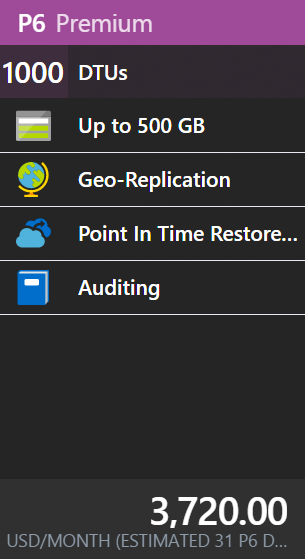 P6 Premium
1000 DTUs
Up to 500 GB
Geo-Replication
Point In Time Restore...
Auditing
3,720.00
USD/MONTH (ESTIMATED 31 P6 D...